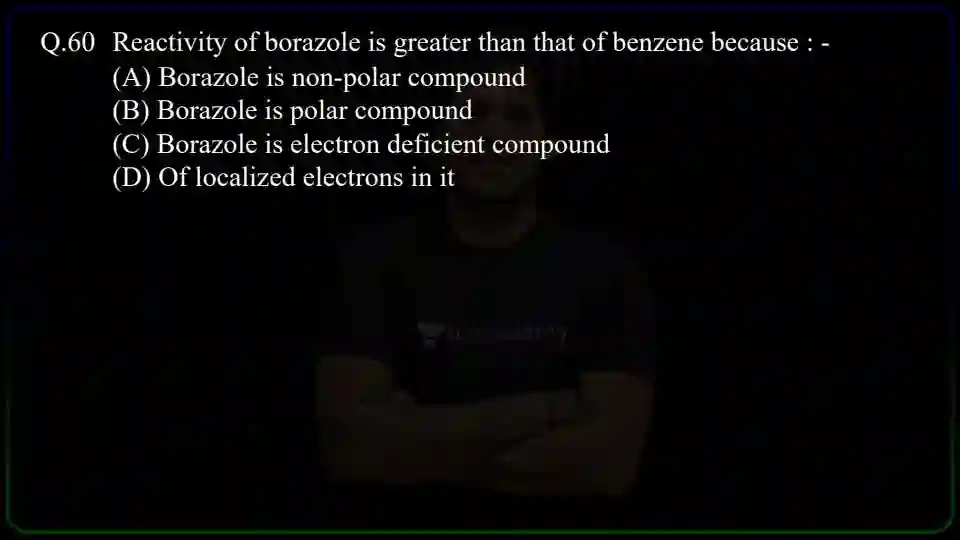 Q.60 Reactivity of borazole is greater than that of benzene because : -
(A) Borazole is non-polar compound
(B) Borazole is polar compound
(C) Borazole is electron deficient compound
(D) Of localized electrons in it